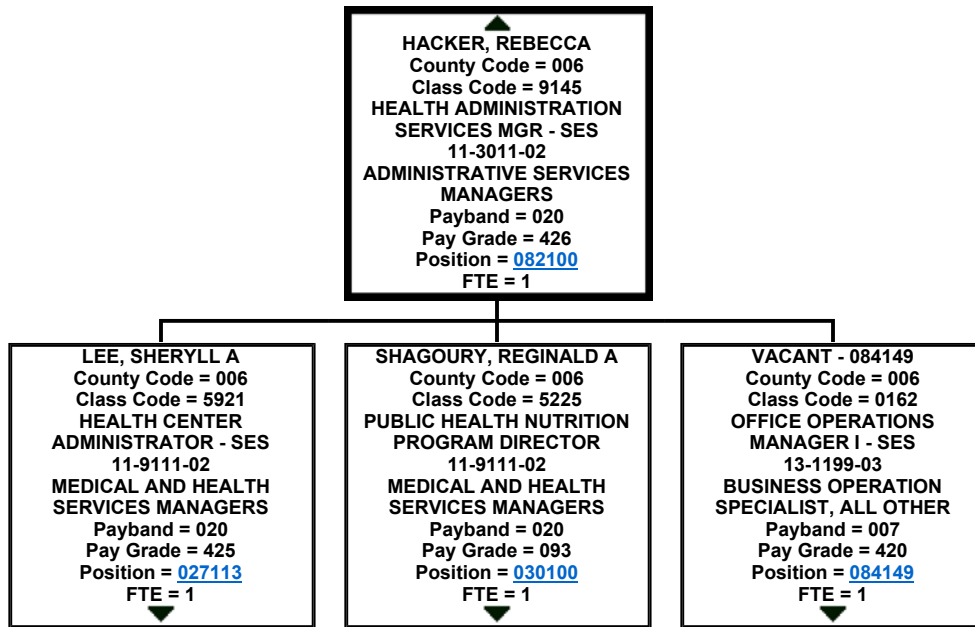 HACKER, REBECCA
County Code = 006
Class Code = 9145
HEALTH ADMINISTRATION
SERVICES MGR - SES
11-3011-02
ADMINISTRATIVE SERVICES
MANAGERS
Payband = 020
Pay Grade = 426
Position = 082100
FTE = 1
LEE, SHERYLL A
County Code = 006
Class Code = 5921
HEALTH CENTER
ADMINISTRATOR - SES
11-9111-02
MEDICAL AND HEALTH
SERVICES MANAGERS
Payband = 020
Pay Grade = 425
Position = 027113
FTE = 1
SHAGOURY, REGINALD A
County Code = 006
Class Code = 5225
PUBLIC HEALTH NUTRITION
PROGRAM DIRECTOR
11-9111-02
MEDICAL AND HEALTH
SERVICES MANAGERS
Payband = 020
Pay Grade = 093
Position = 030100
FTE = 1
VACANT - 084149
County Code = 006
Class Code = 0162
OFFICE OPERATIONS
MANAGER I - SES
13-1199-03
BUSINESS OPERATION
SPECIALIST, ALL OTHER
Payband = 007
Pay Grade = 420
Position = 084149
FTE = 1